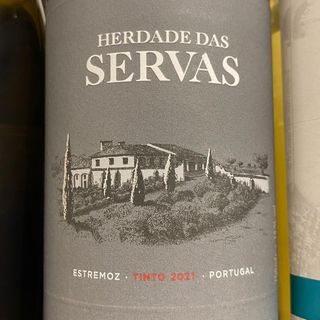 HERDADE DAS
SERVAS
ESTREMOZ · TINTO 2021 · PORTUGAL